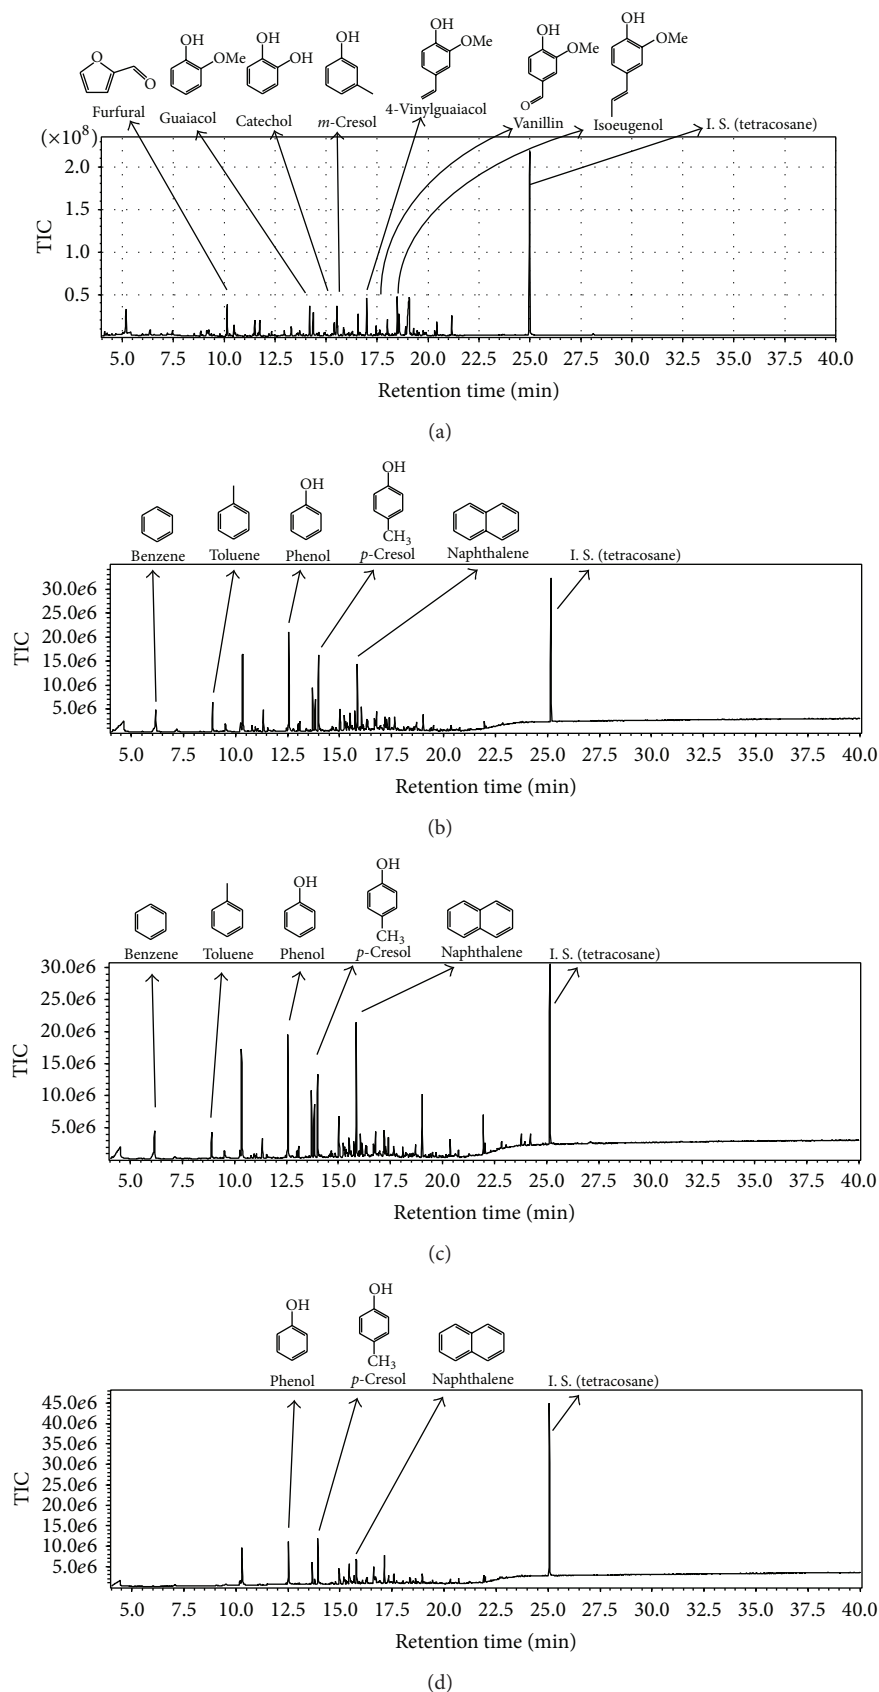 OH
OMe
OH
OMe
OH
OMe
OH
OMe
OH
OH
OH
O
O
O
Furfural
Guaiacol
Catechol
m-Cresol
4-Vinylguaiacol
Vanillin
Isoeugenol
I. S. (tetracosane)
(×10⁸)
2.0
1.5
1.0
0.5
TIC
5.0 7.5 10.0 12.5 15.0 17.5 20.0 22.5 25.0 27.5 30.0 32.5 35.0 37.5 40.0
Retention time (min)
(a)
OH
OH
CH₃
Benzene Toluene Phenol p-Cresol Naphthalene I. S. (tetracosane)
30.0e6
25.0e6
20.0e6
15.0e6
10.0e6
5.0e6
TIC
5.0 7.5 10.0 12.5 15.0 17.5 20.0 22.5 25.0 27.5 30.0 32.5 35.0 37.5 40.0
Retention time (min)
(b)
OH
OH
CH₃
Benzene Toluene Phenol p-Cresol Naphthalene I. S. (tetracosane)
30.0e6
25.0e6
20.0e6
15.0e6
10.0e6
5.0e6
TIC
5.0 7.5 10.0 12.5 15.0 17.5 20.0 22.5 25.0 27.5 30.0 32.5 35.0 37.5 40.0
Retention time (min)
(c)
OH
OH
CH₃
Phenol p-Cresol Naphthalene I. S. (tetracosane)
45.0e6
40.0e6
35.0e6
30.0e6
25.0e6
20.0e6
15.0e6
10.0e6
5.0e6
TIC
5.0 7.5 10.0 12.5 15.0 17.5 20.0 22.5 25.0 27.5 30.0 32.5 35.0 37.5 40.0
Retention time (min)
(d)